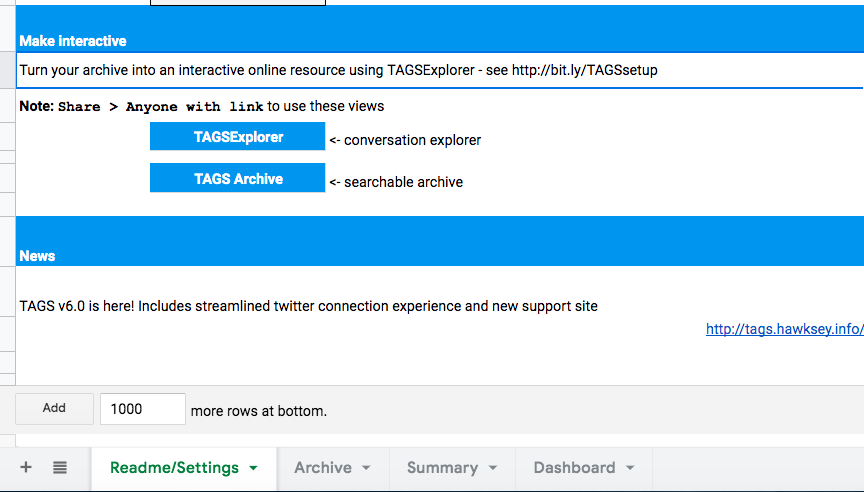 Make interactive
Turn your archive into an interactive online resource using TAGSExplorer - see http://bit.ly/TAGSsetup
Note: Share > Anyone with link to use these views
TAGSExplorer <- conversation explorer
TAGS Archive <- searchable archive
News
TAGS v6.0 is here! Includes streamlined twitter connection experience and new support site
http://tags.hawksey.info/
Add 1000 more rows at bottom.
+ Readme/Settings Archive Summary Dashboard